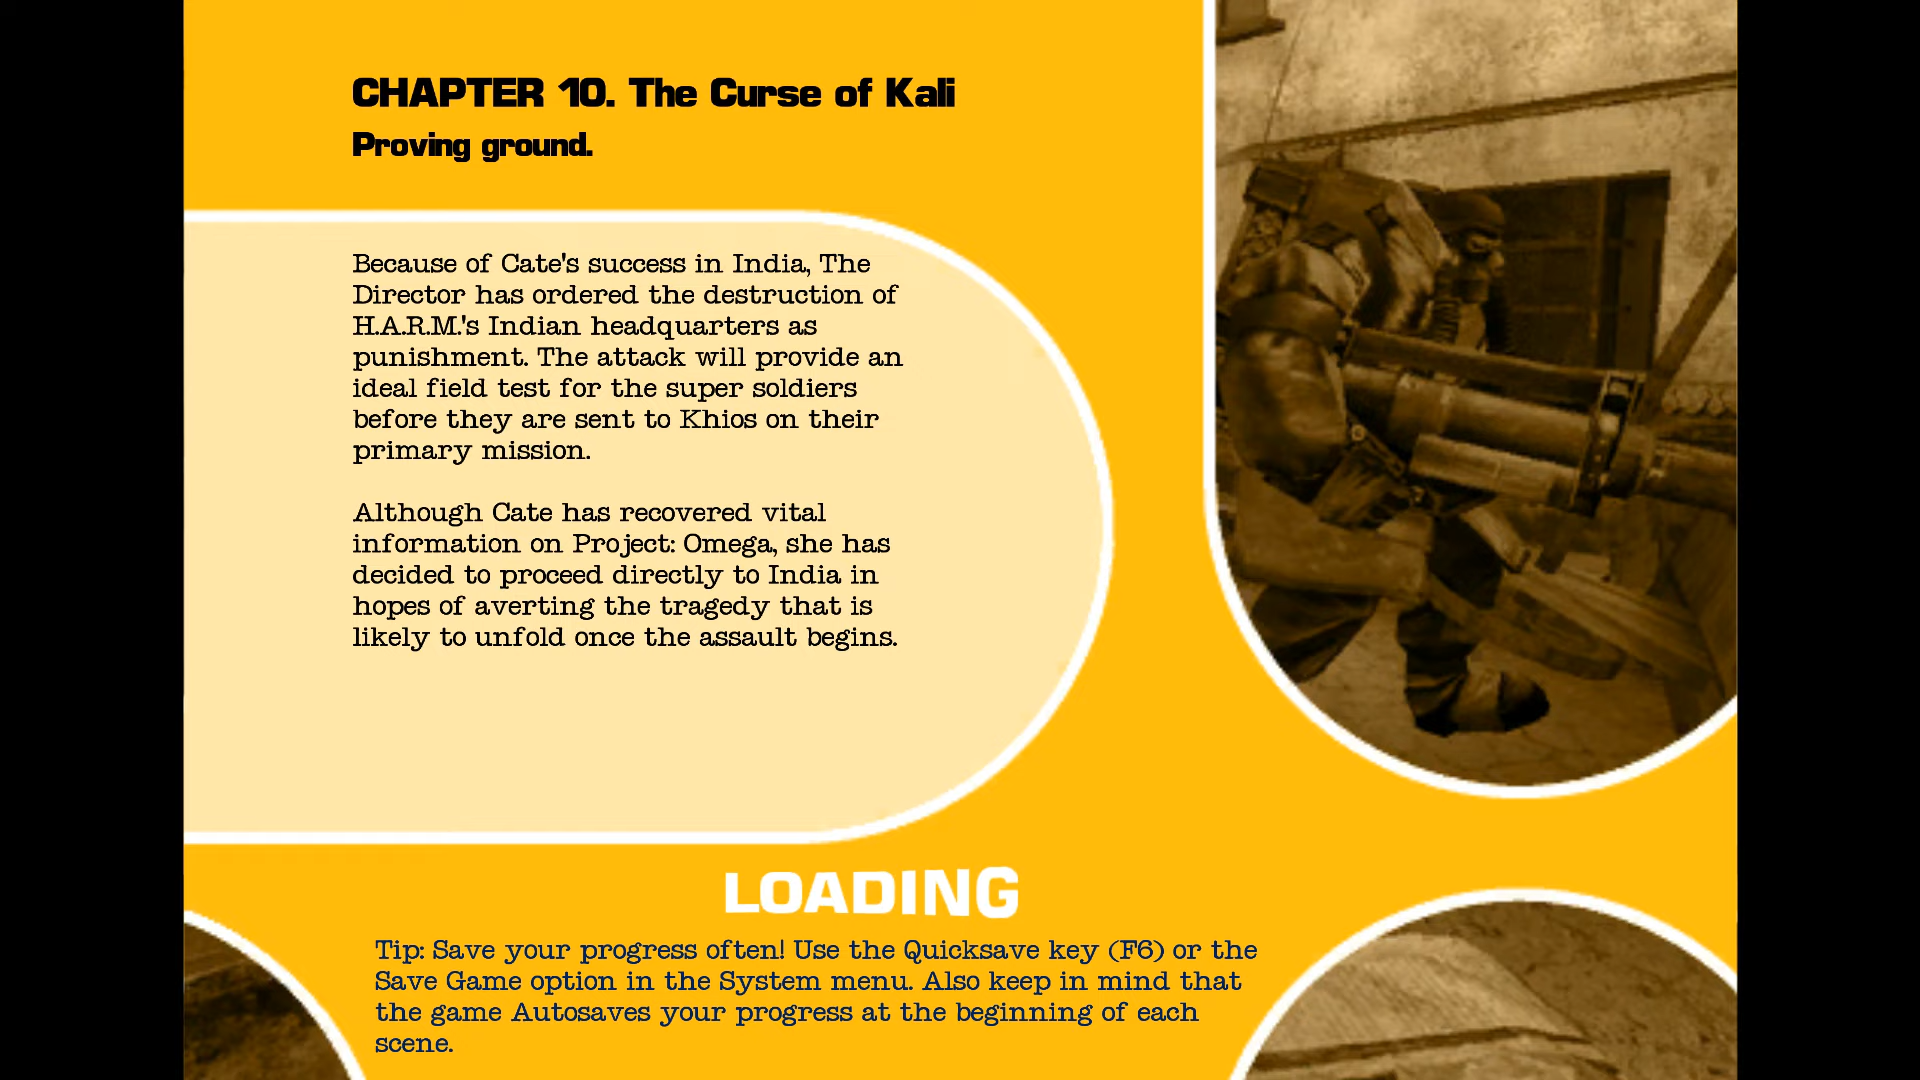 CHAPTER 10. The Curse of Kali
Proving ground.
Because of Cate's success in India, The
Director has ordered the destruction of
H.A.R.M.'s Indian headquarters as
punishment. The attack will provide an
ideal field test for the super soldiers
before they are sent to Khios on their
primary mission.
Although Cate has recovered vital
information on Project: Omega, she has
decided to proceed directly to India in
hopes of averting the tragedy that is
likely to unfold once the assault begins.
LOADING
Tip: Save your progress often! Use the Quicksave key (F6) or the
Save Game option in the System menu. Also keep in mind that
the game Autosaves your progress at the beginning of each
scene.